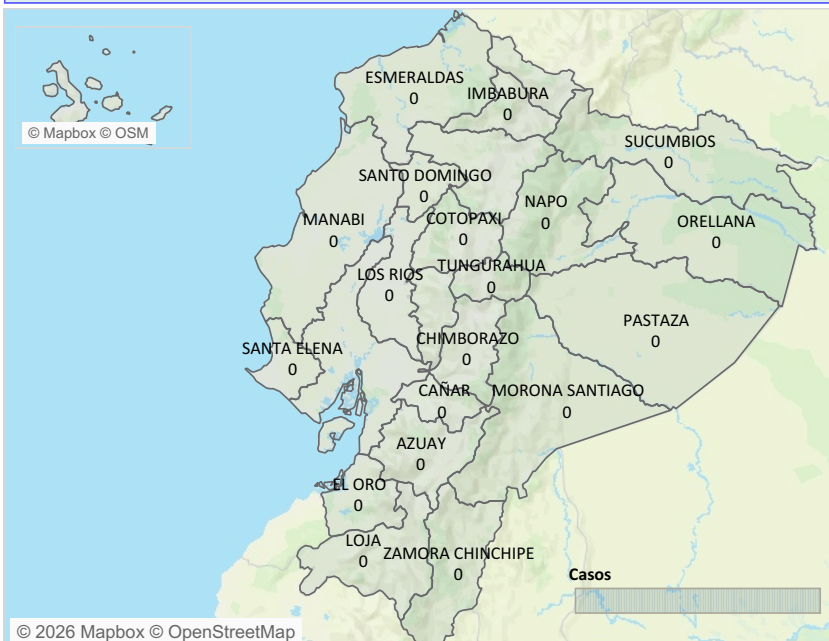 © Mapbox © OSM
ESMERALDAS
0
IMBABURA
0
SUCUMBIOS
0
SANTO DOMINGO
0
NAPO
0
MANABI
0
COTOPAXI
0
ORELLANA
0
LOS RIOS
0
TUNGURAHUA
0
PASTAZA
0
SANTA ELENA
0
CHIMBORAZO
0
CAÑAR
0
MORONA SANTIAGO
0
AZUAY
0
EL ORO
0
LOJA
0
ZAMORA CHINCHIPE
0
Casos
© 2026 Mapbox © OpenStreetMap